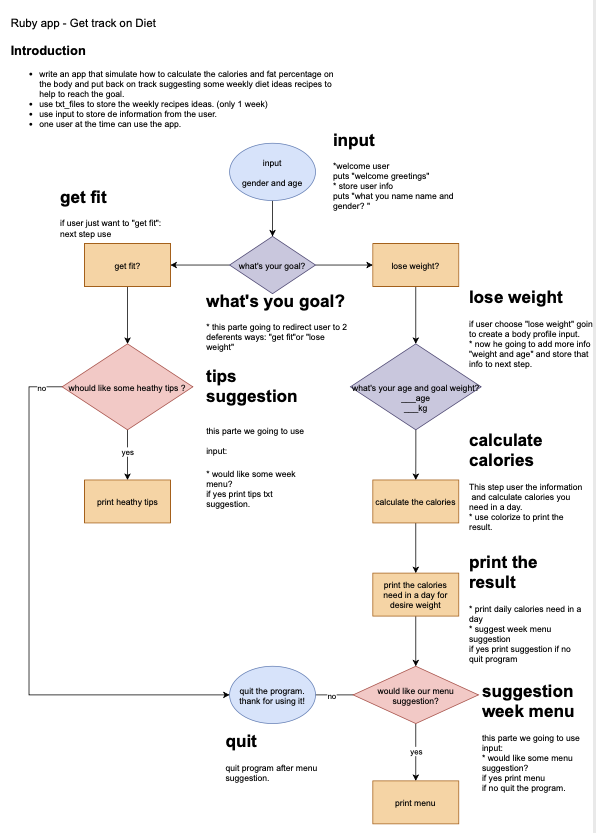 Ruby app - Get track on Diet
Introduction
write an app that simulate how to calculate the calories and fat percentage on
the body and put back on track suggesting some weekly diet ideas recipes to
help to reach the goal.
use txt_files to store the weekly recipes ideas. (only 1 week)
use input to store de information from the user.
one user at the time can use the app.
input
gender and age
input
*welcome user
puts "welcome greetings"
* store user info
puts "what you name name and
gender? "
get fit
if user just want to "get fit":
next step use
get fit?
what's your goal?
lose weight?
what's you goal?
* this parte going to redirect user to 2
deferents ways: "get fit"or "lose
weight"
lose weight
if user choose "lose weight" goin
to create a body profile input.
* now he going to add more info
"weight and age" and store that
info to next step.
no
whould like some heathy tips ?
tips
suggestion
this parte we going to use
input:
* would like some week
menu?
if yes print tips txt
suggestion.
what's your age and goal weight?
___age
___kg
yes
print heathy tips
calculate
calories
calculate the calories
This step user the information
and calculate calories you
need in a day.
* use colorize to print the
result.
print the calories
need in a day for
desire weight
print the
result
* print daily calories need in a
day
* suggest week menu
suggestion
if yes print suggestion if no
quit program
quit the program.
thank for using it!
no
would like our menu
suggestion?
suggestion
week menu
this parte we going to use
input:
* would like some menu
suggestion?
if yes print menu
if no quit the program.
quit
quit program after menu
suggestion.
yes
print menu